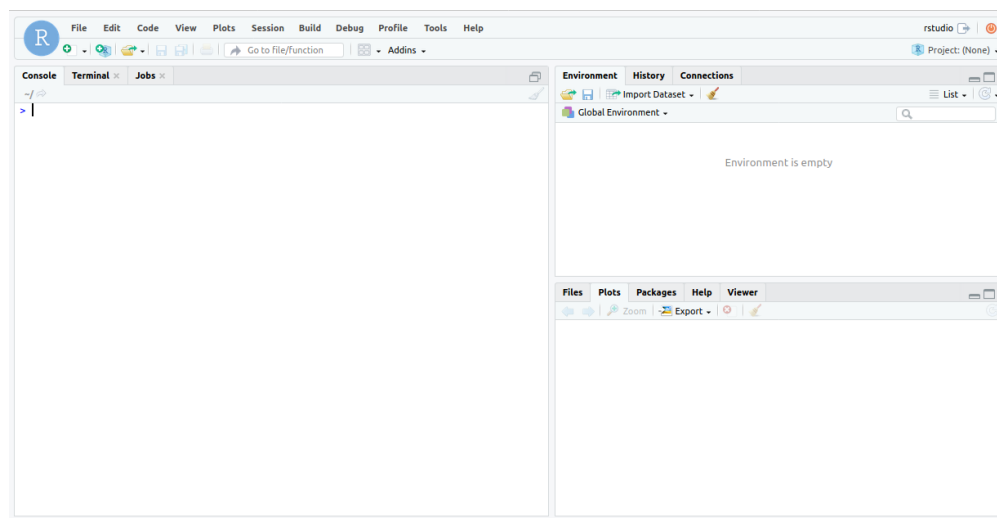 R File Edit Code View Plots Session Build Debug Profile Tools Help rstudio
Go to file/function Addins Project: (None)
Console Terminal × Jobs ×
~/
>
Environment History Connections
Import Dataset List
Global Environment
Environment is empty
Files Plots Packages Help Viewer
Zoom Export